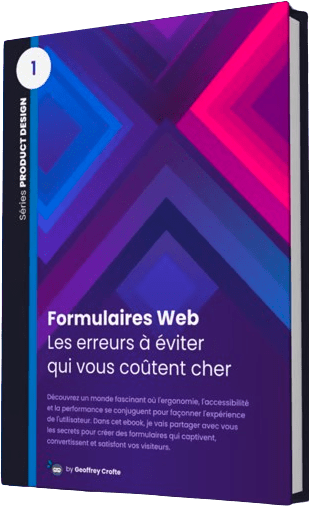 1
Séries PRODUCT DESIGN
Formulaires Web
Les erreurs à éviter
qui vous coûtent cher
Découvrez un monde fascinant où l'ergonomie, l'accessibilité
et la performance se conjuguent pour façonner l'expérience
de l'utilisateur. Dans cet ebook, je vais partager avec vous
les secrets pour créer des formulaires qui captivent,
convertissent et satisfont vos visiteurs.
by Geoffrey Crofte